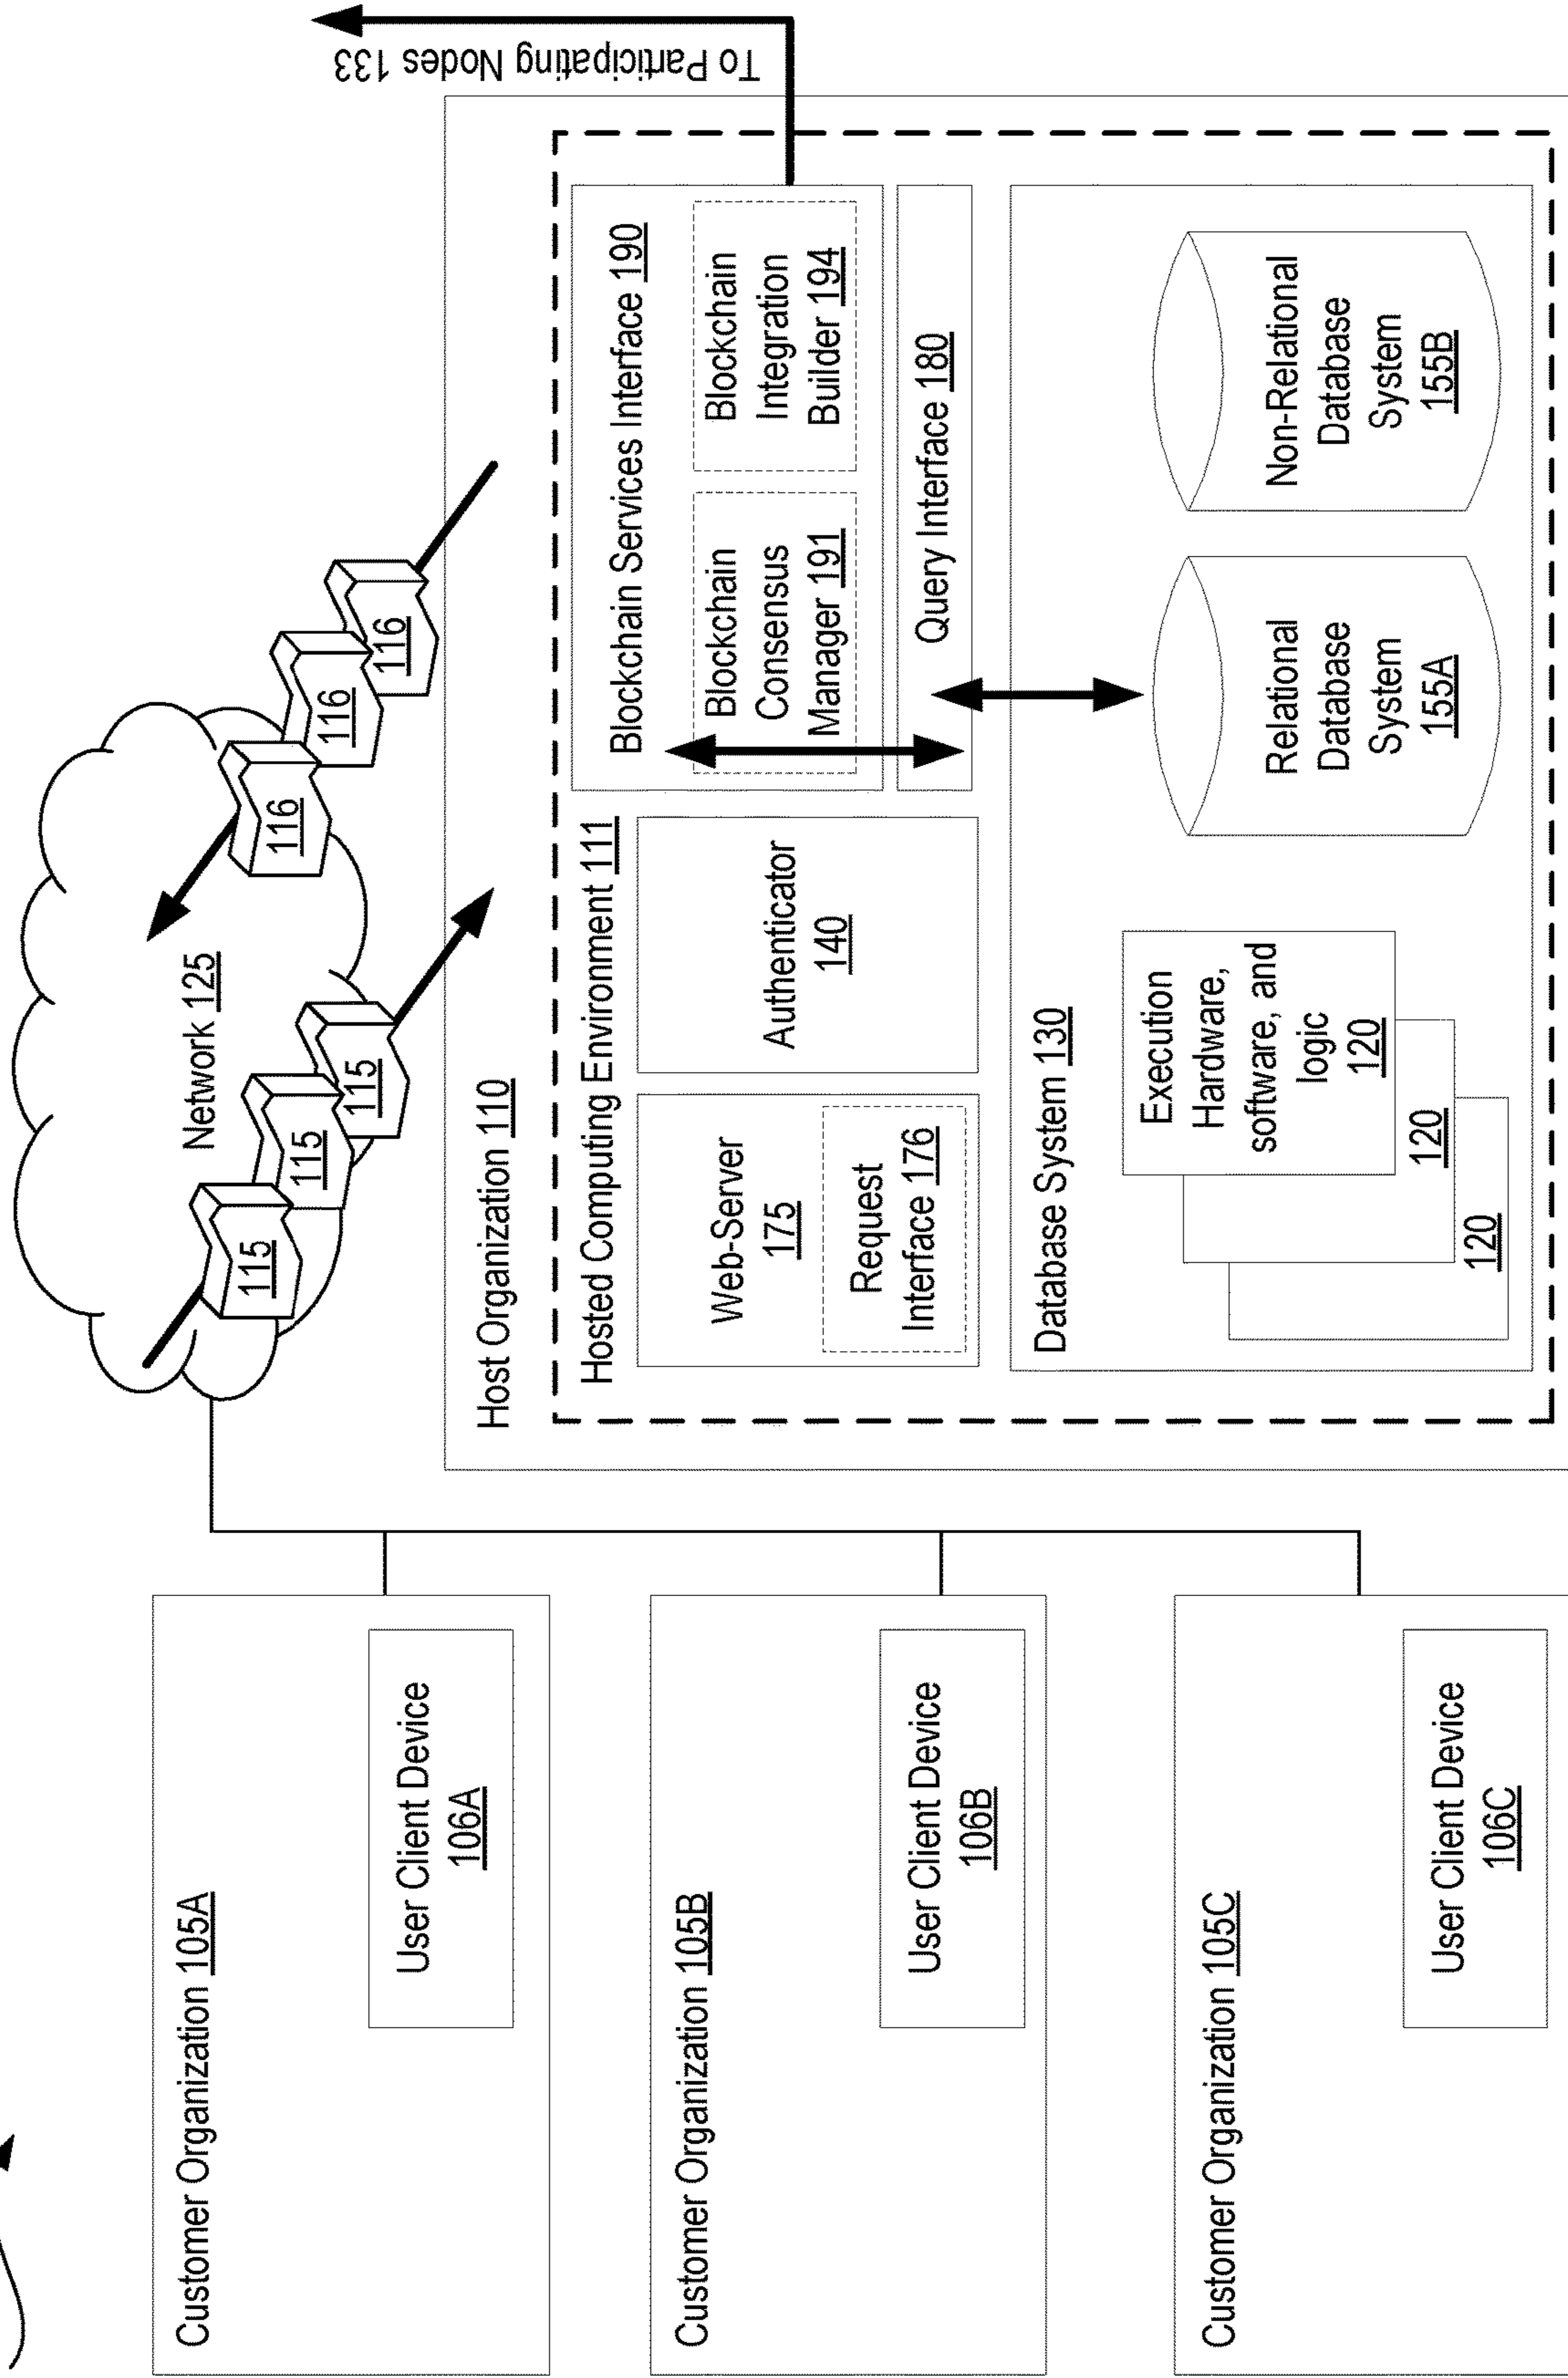 Customer Organization 105A
User Client Device
106A
Customer Organization 105B
User Client Device
106B
Customer Organization 105C
User Client Device
106C
Network 125
115
115
115
116
116
116
To Participating Nodes 133
Host Organization 110
Hosted Computing Environment 111
Web-Server
175
Request
Interface 176
Authenticator
140
Blockchain Services Interface 190
Blockchain
Consensus
Manager 191
Blockchain
Integration
Builder 194
Query Interface 180
Database System 130
Execution
Hardware,
software, and
logic
120
120
120
Relational
Database
System
155A
Non-Relational
Database
System
155B